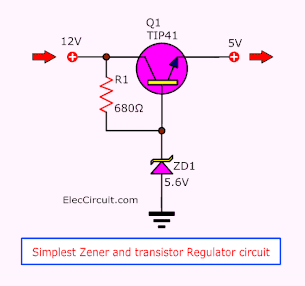 Q1
TIP41
12V
5V
R1
680Ω
ZD1
5.6V
ElecCircuit.com
Simplest Zener and transistor Regulator circuit